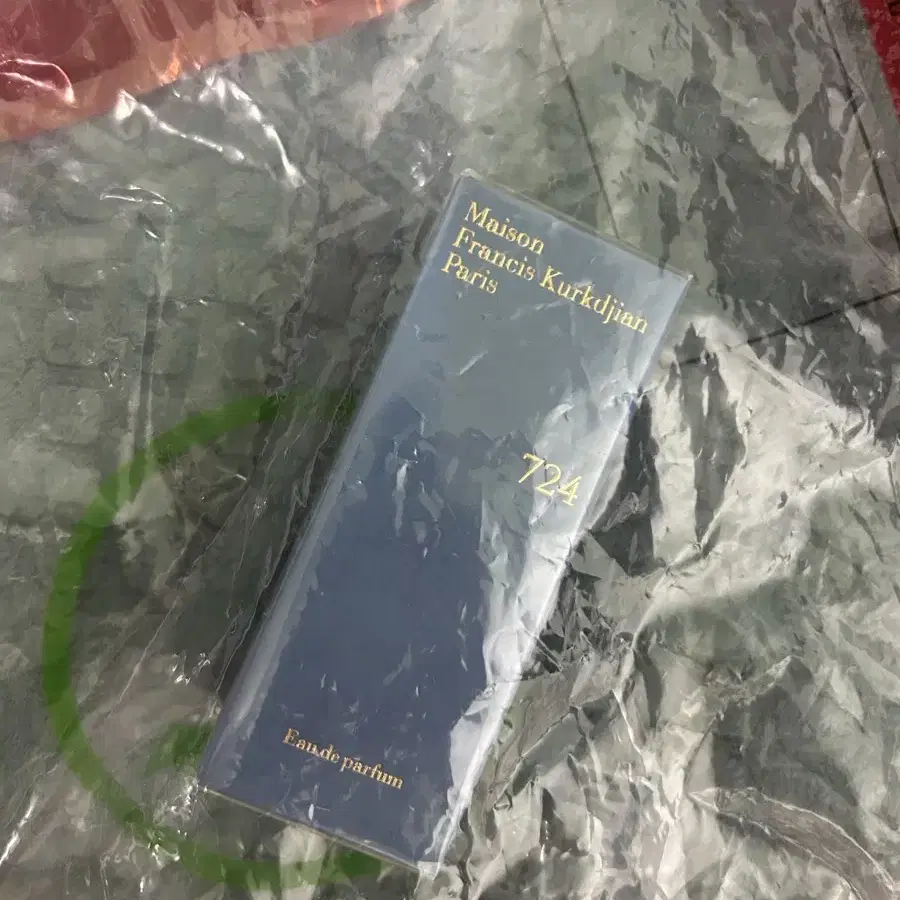 Maison
Francis Kurkdjian
Paris
724
Eau de parfum